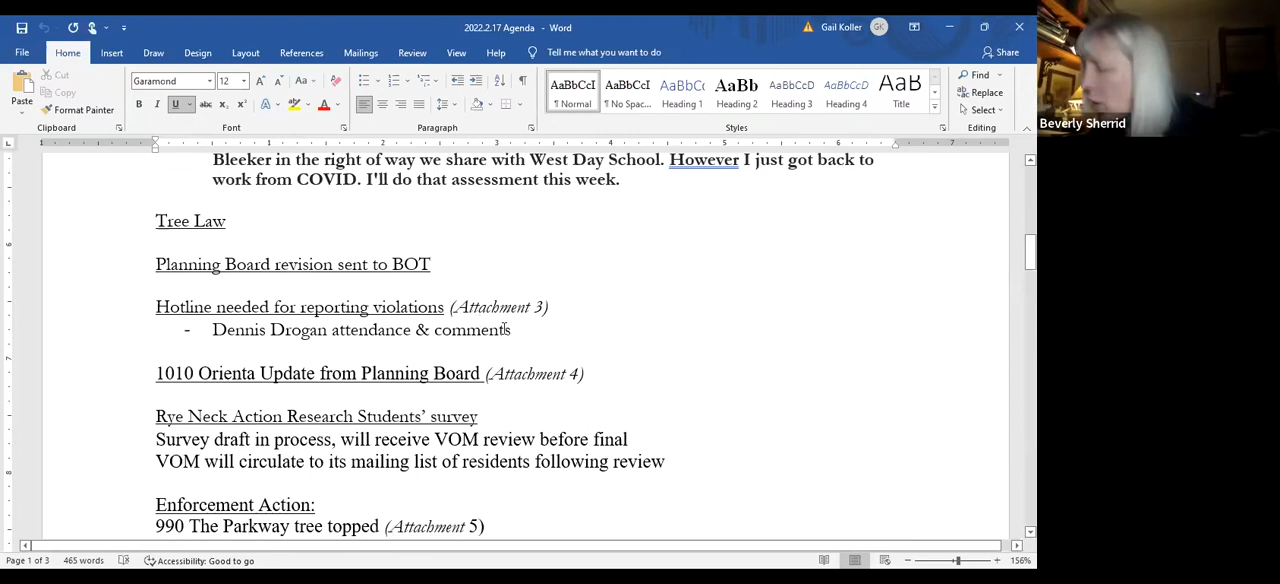 2022.2.17 Agenda - Word
Gail Koller GK
File Home Insert Draw Design Layout References Mailings Review View Help Tell me what you want to do Share
Paste
Cut
Copy
Format Painter
Clipboard
Garamond 12
Font
Paragraph
AaBbCcI AaBbCcI AaBbCc AaBb AaBbCcD AaBbCcD AaB
¶ Normal ¶ No Spac... Heading 1 Heading 2 Heading 3 Heading 4 Title
Styles
Find
Replace
Select
Editing
Beverly Sherrid
Bleeker in the right of way we share with West Day School. However I just got back to
work from COVID. I'll do that assessment this week.
Tree Law
Planning Board revision sent to BOT
Hotline needed for reporting violations (Attachment 3)
- Dennis Drogan attendance & comments
1010 Orienta Update from Planning Board (Attachment 4)
Rye Neck Action Research Students' survey
Survey draft in process, will receive VOM review before final
VOM will circulate to its mailing list of residents following review
Enforcement Action:
990 The Parkway tree topped (Attachment 5)
Page 1 of 3 465 words Accessibility: Good to go 156%